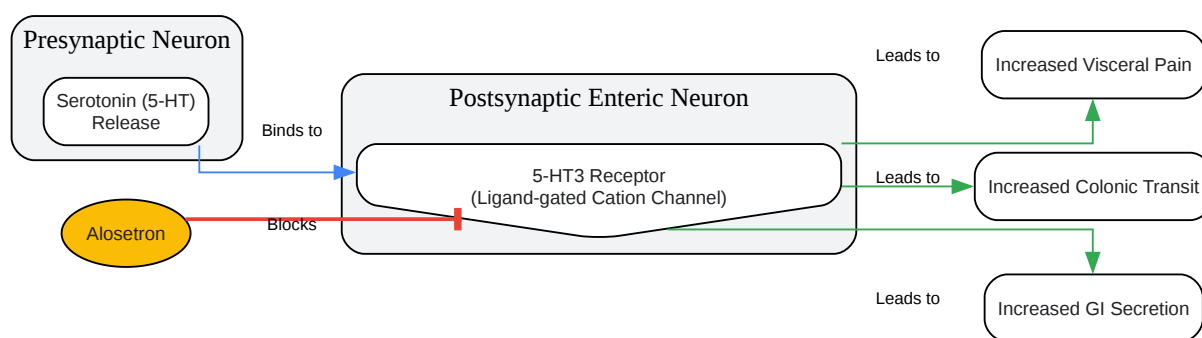 Presynaptic Neuron
Serotonin (5-HT)
Release
Binds to
Alosetron
Blocks
Postsynaptic Enteric Neuron
5-HT3 Receptor
(Ligand-gated Cation Channel)
Leads to
Increased Visceral Pain
Leads to
Increased Colonic Transit
Leads to
Increased GI Secretion